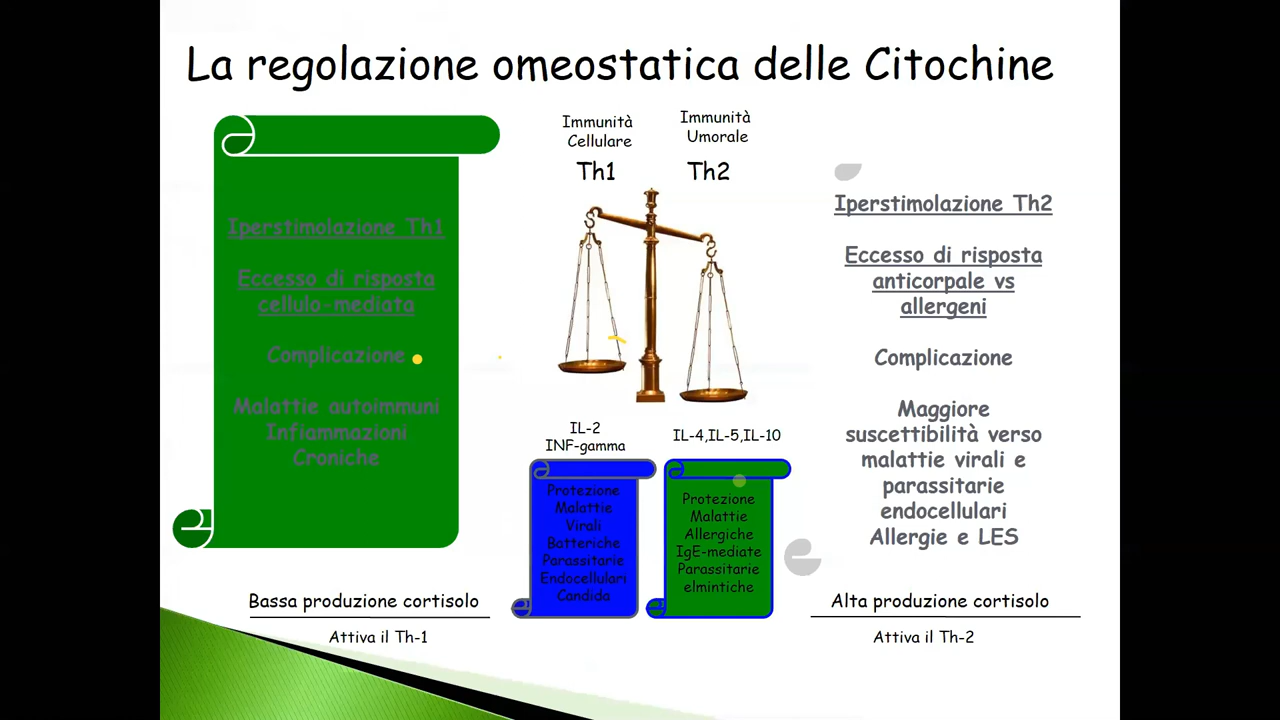 La regolazione omeostatica delle Citochine
Iperstimolazione Th1
Eccesso di risposta
cellulo-mediata
Complicazione
Malattie autoimmuni
Infiammazioni
Croniche
Bassa produzione cortisolo
Attiva il Th-1
Immunità
Cellulare
Th1
Immunità
Umorale
Th2
IL-2
INF-gamma
IL-4,IL-5,IL-10
Protezione
Malattie
Virali
Batteriche
Parassitarie
Endocellulari
Candida
Protezione
Malattie
Allergiche
IgE-mediate
Parassitarie
elmintiche
Iperstimolazione Th2
Eccesso di risposta
anticorpale vs
allergeni
Complicazione
Maggiore
suscettibilità verso
malattie virali e
parassitarie
endocellulari
Allergie e LES
Alta produzione cortisolo
Attiva il Th-2